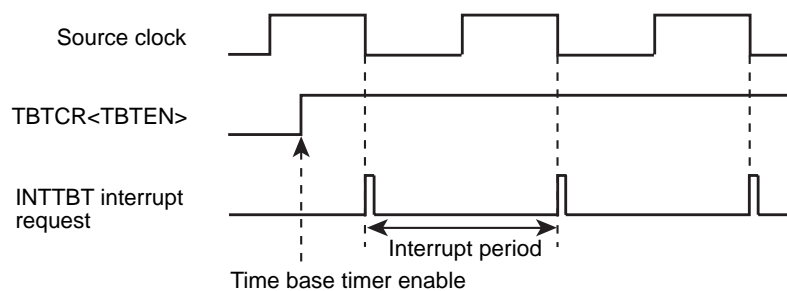 Source clock
TBTCR<TBTEN>
INTTBT interrupt
request
Interrupt period
Time base timer enable